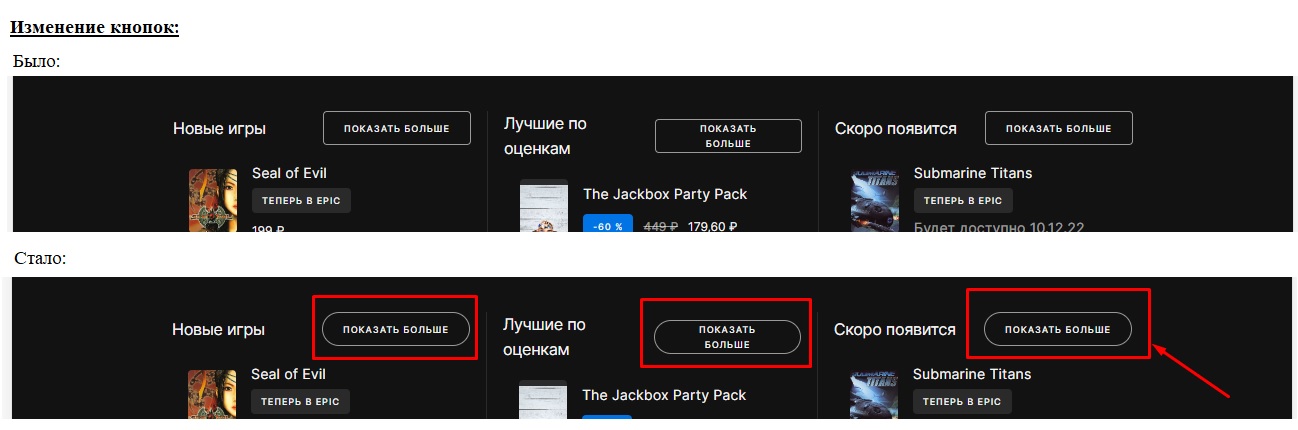 Изменение кнопок:
Было:
Новые игры
ПОКАЗАТЬ БОЛЬШЕ
Лучшие по
оценкам
ПОКАЗАТЬ
БОЛЬШЕ
Скоро появится
ПОКАЗАТЬ БОЛЬШЕ
Seal of Evil
ТЕПЕРЬ В EPIC
199 ₽
The Jackbox Party Pack
-60 % 449 ₽ 179,60 ₽
SUBMARINE
TITANS
Submarine Titans
ТЕПЕРЬ В EPIC
Будет доступно 10.12.22
Стало:
Новые игры
ПОКАЗАТЬ БОЛЬШЕ
Лучшие по
оценкам
ПОКАЗАТЬ
БОЛЬШЕ
Скоро появится
ПОКАЗАТЬ БОЛЬШЕ
Seal of Evil
ТЕПЕРЬ В EPIC
The Jackbox Party Pack
SUBMARINE
TITANS
Submarine Titans
ТЕПЕРЬ В EPIC